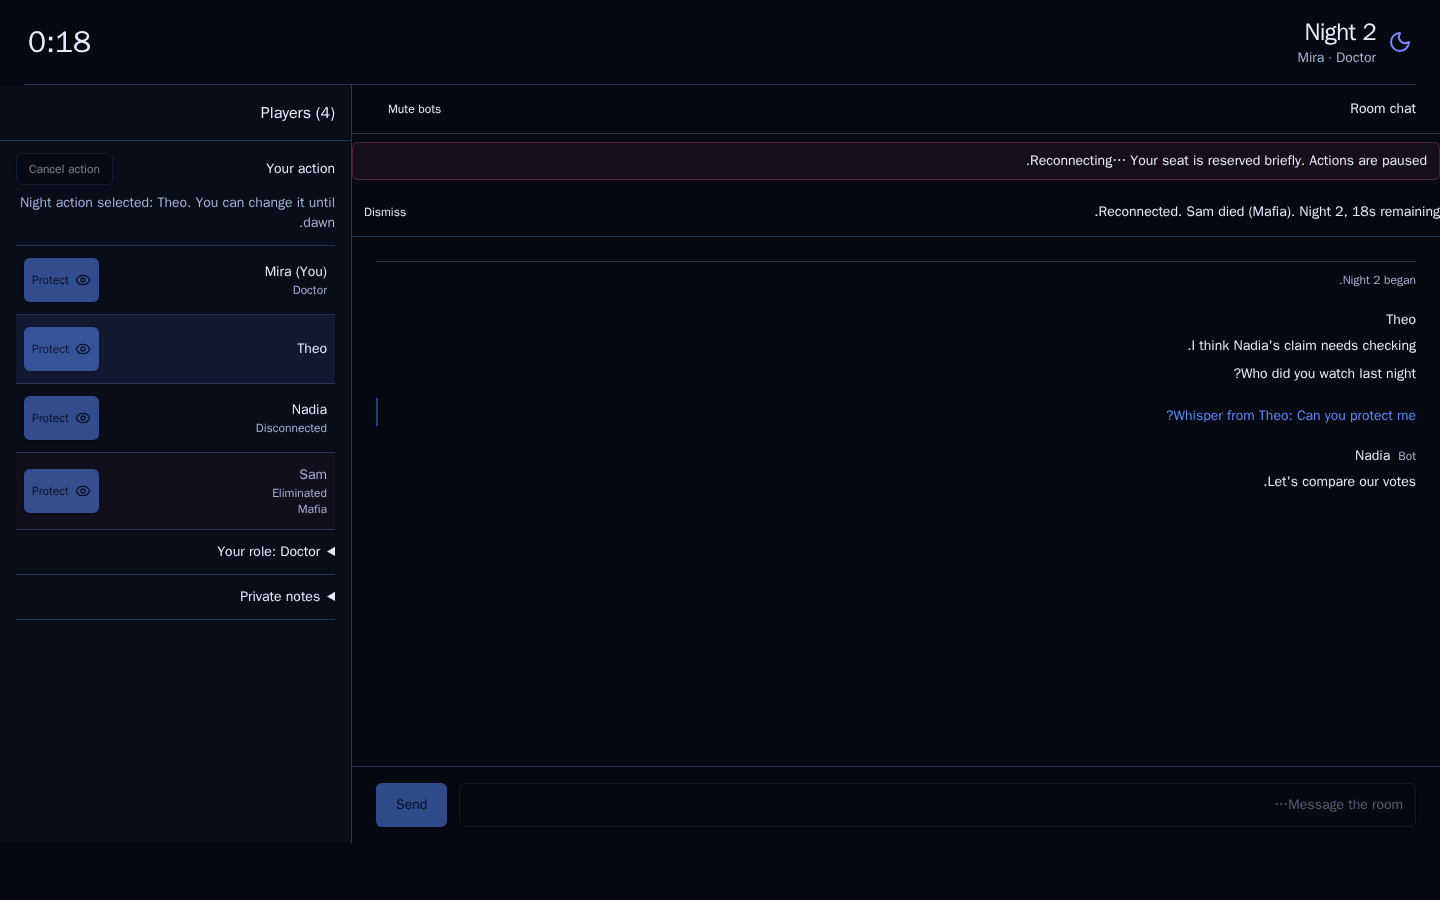 0:18
Night 2
Mira · Doctor
Players (4)
Cancel action
Your action
Night action selected: Theo. You can change it until
.dawn
Protect
Mira (You)
Doctor
Protect
Theo
Protect
Nadia
Disconnected
Protect
Sam
Eliminated
Mafia
Your role: Doctor
Private notes
Mute bots
Room chat
.Reconnecting… Your seat is reserved briefly. Actions are paused
Dismiss
.Reconnected. Sam died (Mafia). Night 2, 18s remaining
.Night 2 began
Theo
.I think Nadia's claim needs checking
?Who did you watch last night
?Whisper from Theo: Can you protect me
Nadia Bot
.Let's compare our votes
Send
…Message the room